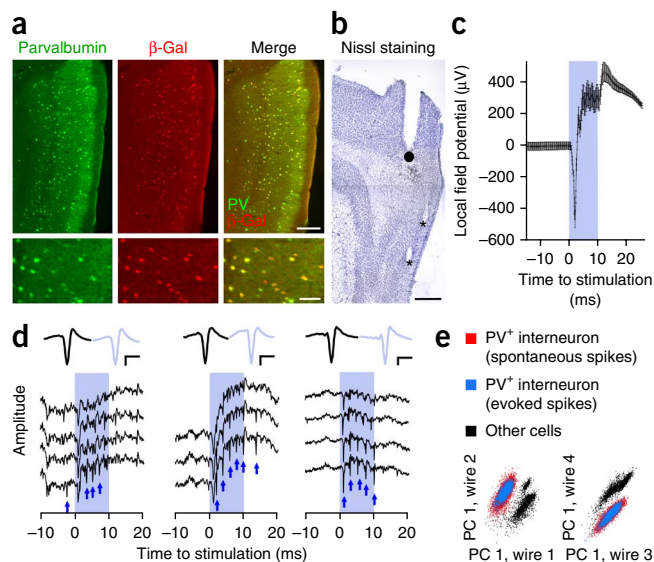 a
Parvalbumin
β-Gal
Merge
PV
β-Gal
b
Nissl staining
*
*
c
Local field potential (μV)
400
200
0
−200
−400
−600
−10
0
10
20
Time to stimulation
(ms)
d
Amplitude
−10
0
10
20
−10
0
10
20
−10
0
10
20
Time to stimulation (ms)
e
PV+ interneuron
(spontaneous spikes)
PV+ interneuron
(evoked spikes)
Other cells
PC 1, wire 2
PC 1, wire 1
PC 1, wire 4
PC 1, wire 3